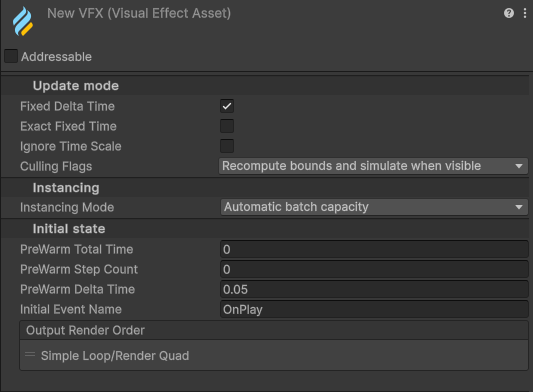 New VFX (Visual Effect Asset)
Addressable
Update mode
Fixed Delta Time
Exact Fixed Time
Ignore Time Scale
Culling Flags Recompute bounds and simulate when visible
Instancing
Instancing Mode Automatic batch capacity
Initial state
PreWarm Total Time 0
PreWarm Step Count 0
PreWarm Delta Time 0.05
Initial Event Name OnPlay
Output Render Order
Simple Loop/Render Quad